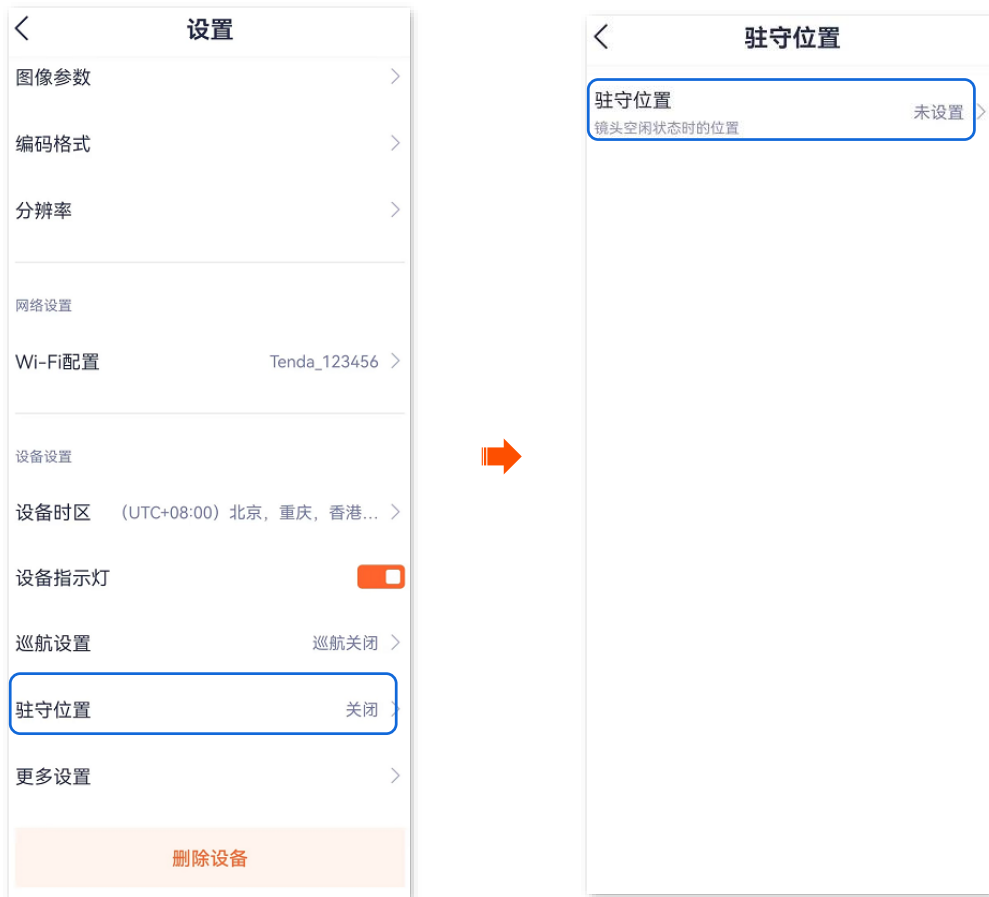 设置
图像参数
编码格式
分辨率
网络设置
Wi-Fi配置 Tenda_123456
设备设置
设备时区 （UTC+08:00）北京，重庆，香港...
设备指示灯
巡航设置 巡航关闭
驻守位置 关闭
更多设置
删除设备
驻守位置
驻守位置 未设置
镜头空闲状态时的位置